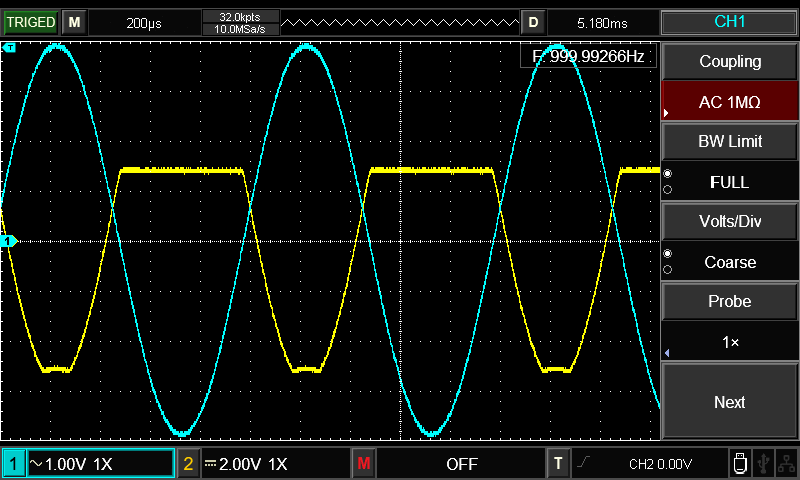 TRIGED
M
200µs
32.0kpts
10.0MSa/s
D
5.180ms
CH1
T
F: 999.99266Hz
Coupling
AC 1MΩ
BW Limit
FULL
Volts/Div
1
Coarse
Probe
1×
Next
1
1.00V 1X
2
2.00V 1X
M
OFF
T
CH2 0.00V